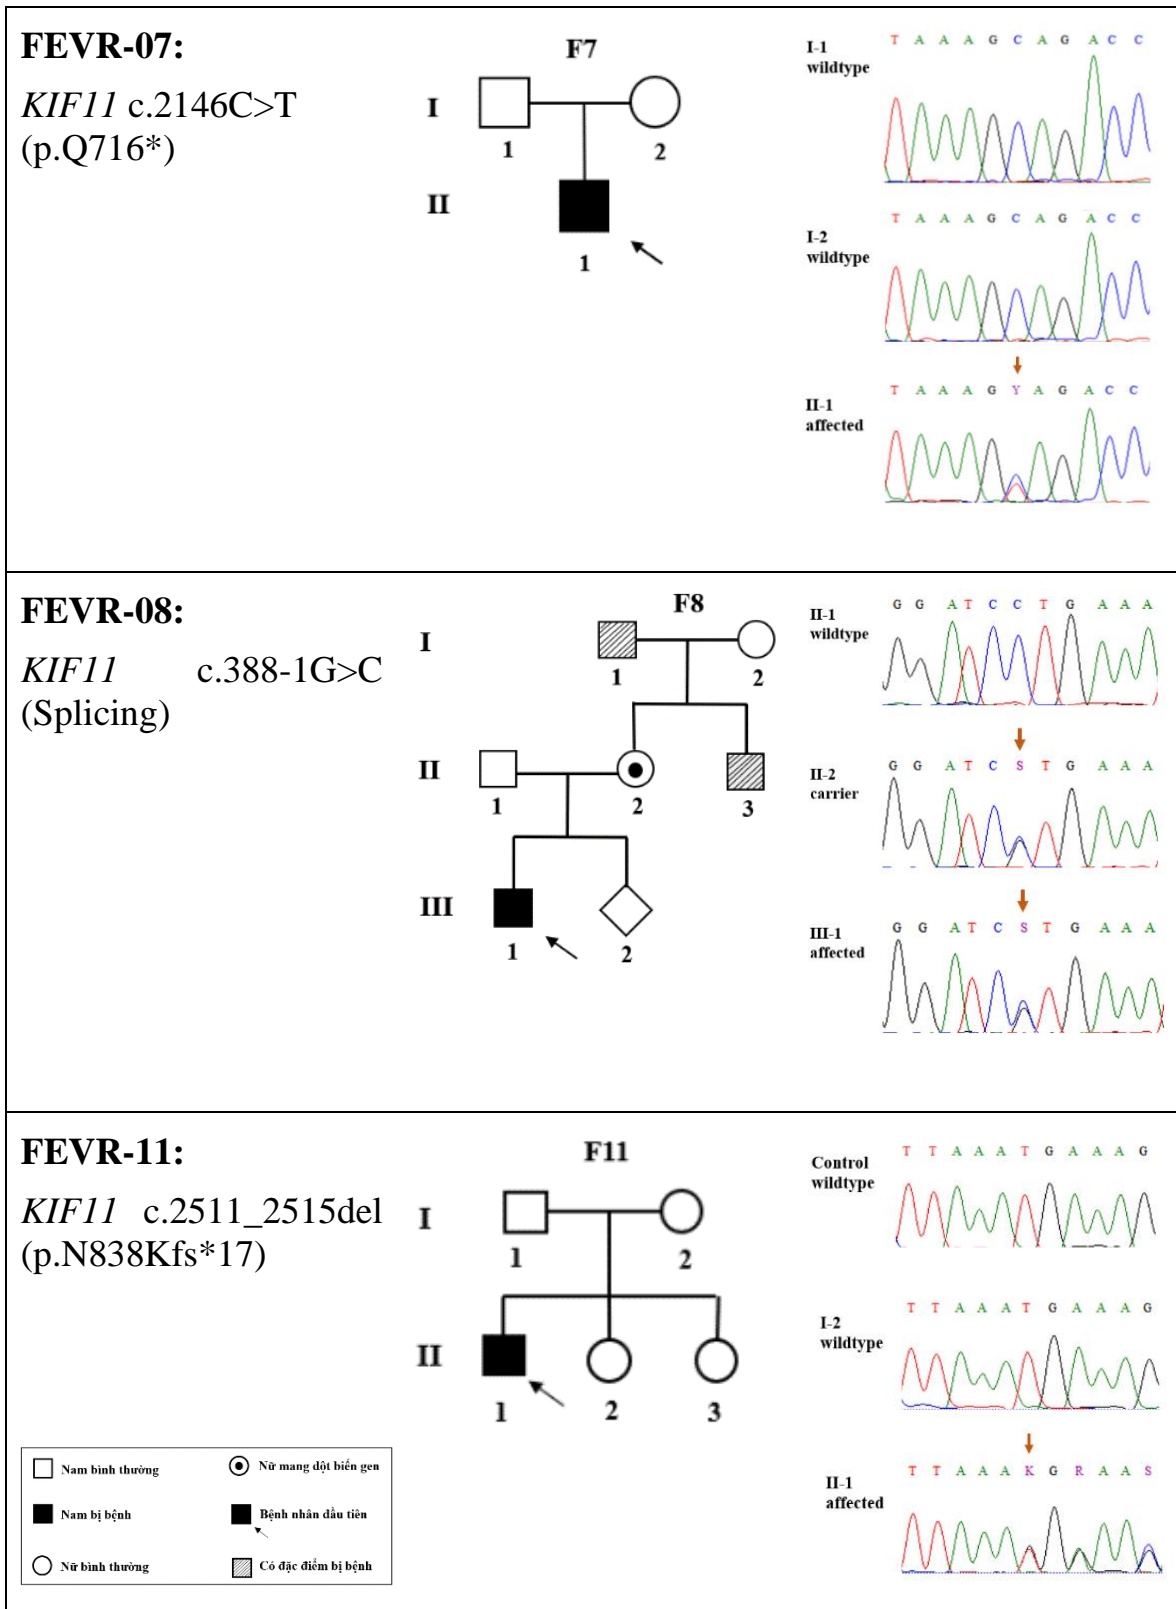 FEVR-07:
KIF11 c.2146C>T
(p.Q716*)
F7
I
1
2
II
1
I-1
wildtype
T A A A G C A G A C C
I-2
wildtype
T A A A G C A G A C C
II-1
affected
T A A A G Y A G A C C
FEVR-08:
KIF11 c.388-1G>C
(Splicing)
F8
I
1
2
II
1
2
3
III
1
2
II-1
wildtype
G G A T C C T G A A A
II-2
carrier
G G A T C S T G A A A
III-1
affected
G G A T C S T G A A A
FEVR-11:
KIF11 c.2511_2515del
(p.N838Kfs*17)
F11
I
1
2
II
1
2
3
Control
wildtype
T T A A A T G A A A G
I-2
wildtype
T T A A A T G A A A G
II-1
affected
T T A A A K G R A A S
Nam bình thường
Nữ mang dột biến gen
Nam bị bệnh
Bệnh nhân đầu tiên
Nữ bình thường
Có đặc điểm bị bệnh